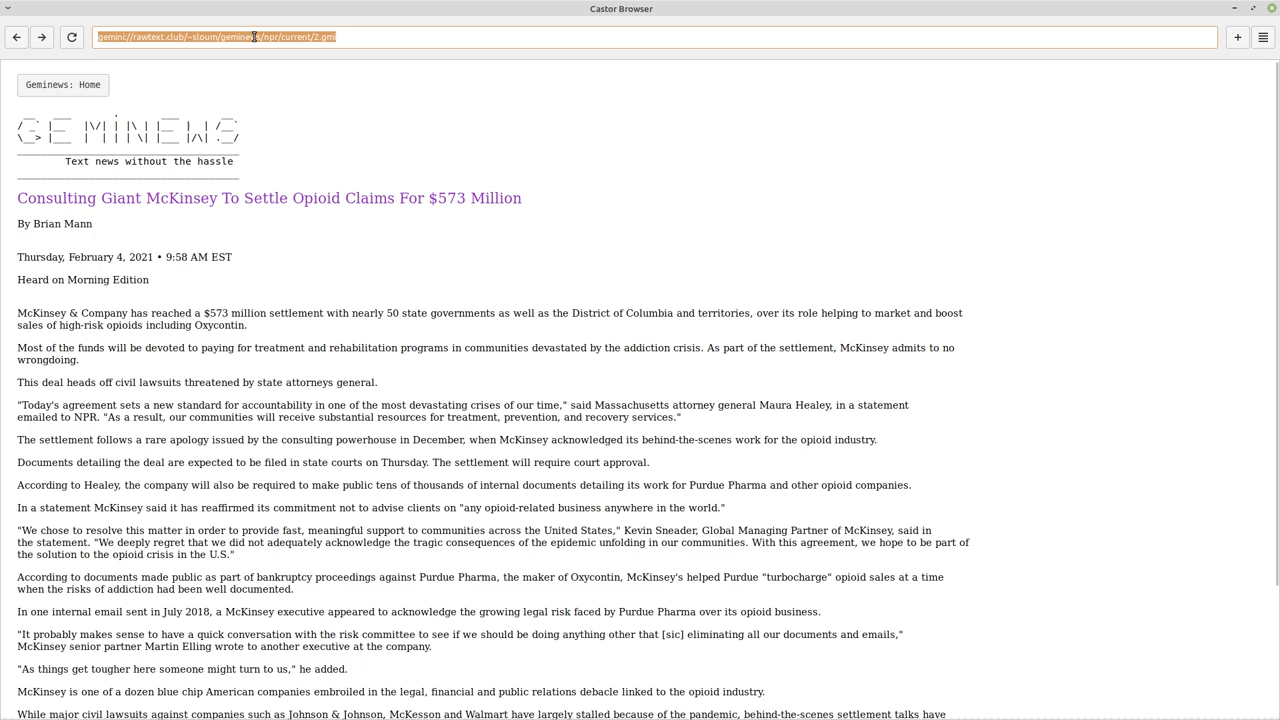 Castor Browser
gemini://rawtext.club/~sloum/geminews/npr/current/2.gmi
Geminews: Home
Text news without the hassle
Consulting Giant McKinsey To Settle Opioid Claims For $573 Million
By Brian Mann
Thursday, February 4, 2021 • 9:58 AM EST
Heard on Morning Edition
McKinsey & Company has reached a $573 million settlement with nearly 50 state governments as well as the District of Columbia and territories, over its role helping to market and boost
sales of high-risk opioids including Oxycontin.
Most of the funds will be devoted to paying for treatment and rehabilitation programs in communities devastated by the addiction crisis. As part of the settlement, McKinsey admits to no
wrongdoing.
This deal heads off civil lawsuits threatened by state attorneys general.
"Today's agreement sets a new standard for accountability in one of the most devastating crises of our time," said Massachusetts attorney general Maura Healey, in a statement
emailed to NPR. "As a result, our communities will receive substantial resources for treatment, prevention, and recovery services."
The settlement follows a rare apology issued by the consulting powerhouse in December, when McKinsey acknowledged its behind-the-scenes work for the opioid industry.
Documents detailing the deal are expected to be filed in state courts on Thursday. The settlement will require court approval.
According to Healey, the company will also be required to make public tens of thousands of internal documents detailing its work for Purdue Pharma and other opioid companies.
In a statement McKinsey said it has reaffirmed its commitment not to advise clients on "any opioid-related business anywhere in the world."
"We chose to resolve this matter in order to provide fast, meaningful support to communities across the United States," Kevin Sneader, Global Managing Partner of McKinsey, said in
the statement. "We deeply regret that we did not adequately acknowledge the tragic consequences of the epidemic unfolding in our communities. With this agreement, we hope to be part of
the solution to the opioid crisis in the U.S."
According to documents made public as part of bankruptcy proceedings against Purdue Pharma, the maker of Oxycontin, McKinsey's helped Purdue "turbocharge" opioid sales at a time
when the risks of addiction had been well documented.
In one internal email sent in July 2018, a McKinsey executive appeared to acknowledge the growing legal risk faced by Purdue Pharma over its opioid business.
"It probably makes sense to have a quick conversation with the risk committee to see if we should be doing anything other that [sic] eliminating all our documents and emails,"
McKinsey senior partner Martin Elling wrote to another executive at the company.
"As things get tougher here someone might turn to us," he added.
McKinsey is one of a dozen blue chip American companies embroiled in the legal, financial and public relations debacle linked to the opioid industry.
While major civil lawsuits against companies such as Johnson & Johnson, McKesson and Walmart have largely stalled because of the pandemic, behind-the-scenes settlement talks have